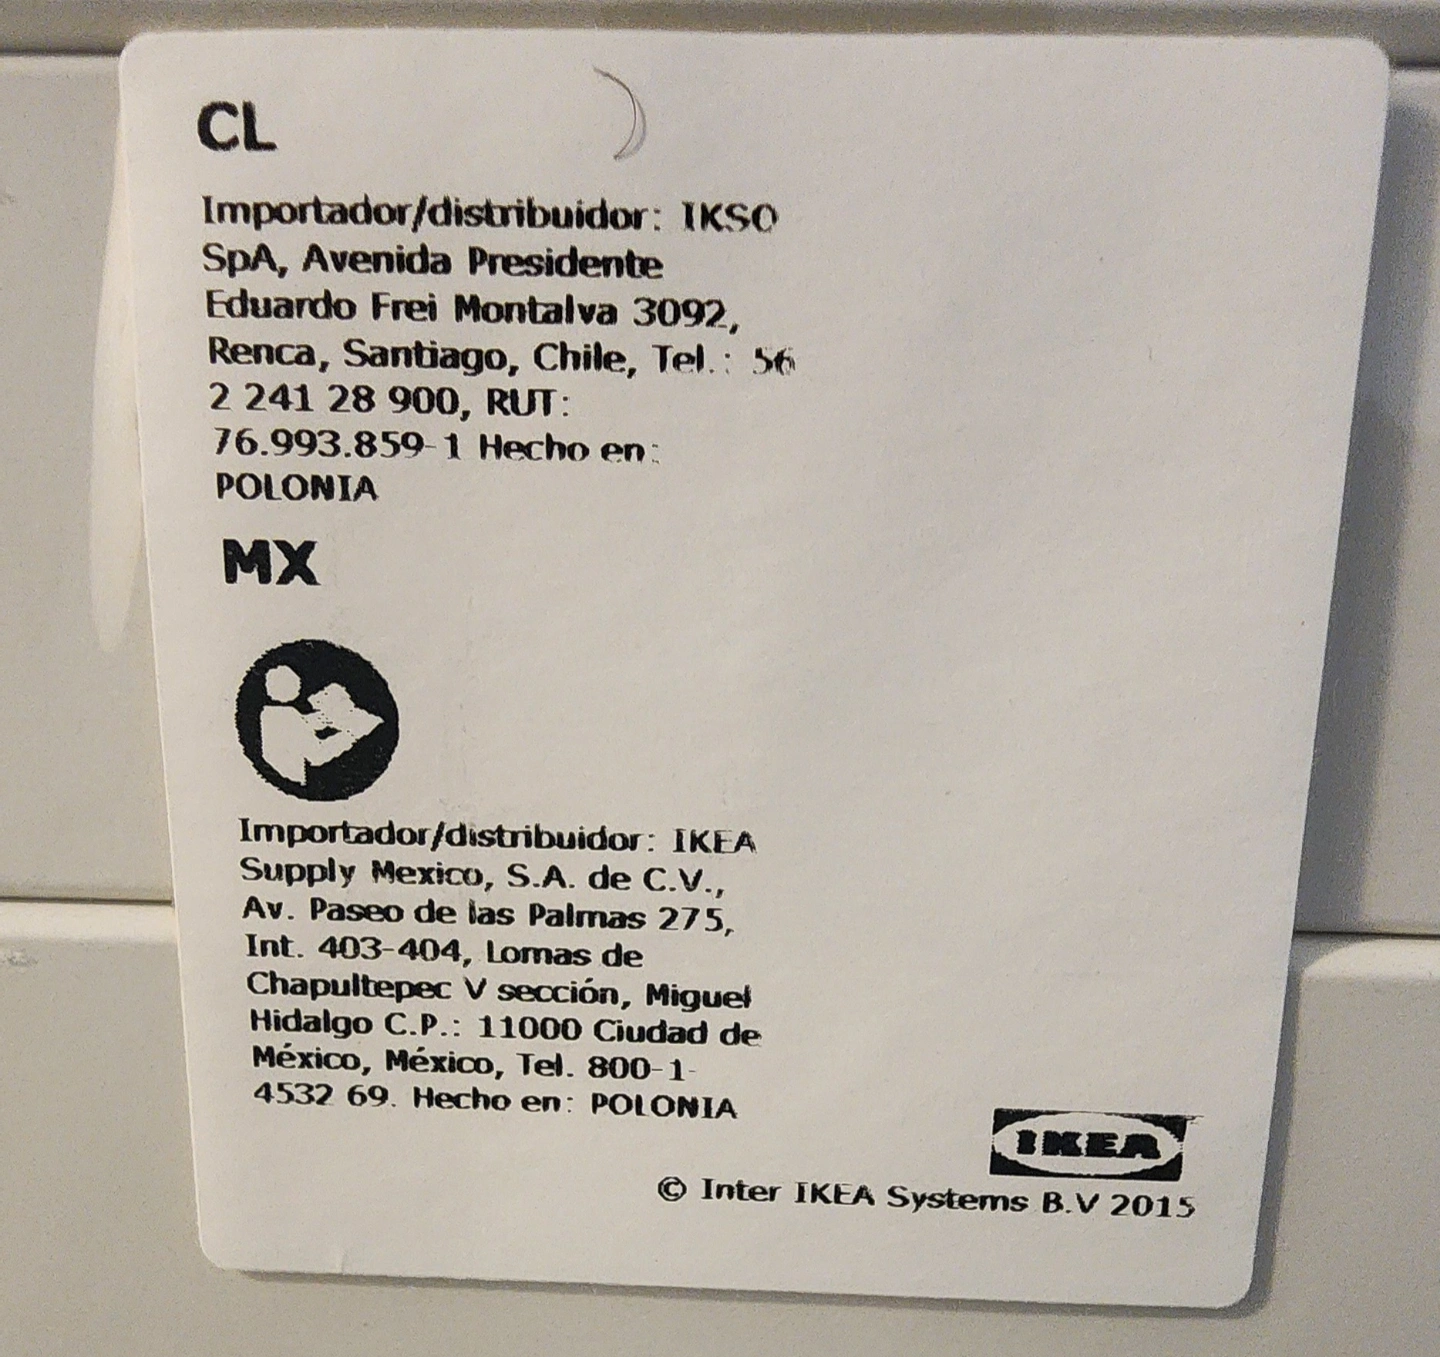 CL
Importador/distribuidor: IKSO
SpA, Avenida Presidente
Eduardo Frei Montalva 3092,
Renca, Santiago, Chile, Tel.: 56
2 241 28 900, RUT:
76.993.859-1 Hecho en:
POLONIA
MX
Importador/distribuidor: IKEA
Supply Mexico, S.A. de C.V.,
Av. Paseo de las Palmas 275,
Int. 403-404, Lomas de
Chapultepec V sección, Miguel
Hidalgo C.P.: 11000 Ciudad de
México, México, Tel. 800-1-
4532 69. Hecho en: POLONIA
IKEA
© Inter IKEA Systems B.V 2015